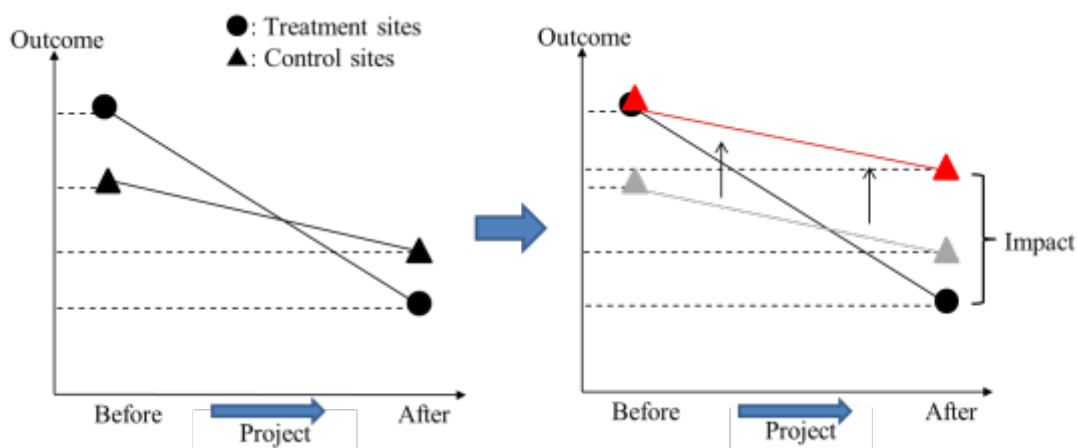 Outcome
●: Treatment sites
▲: Control sites
Before
After
Project
Outcome
Impact
Before
After
Project